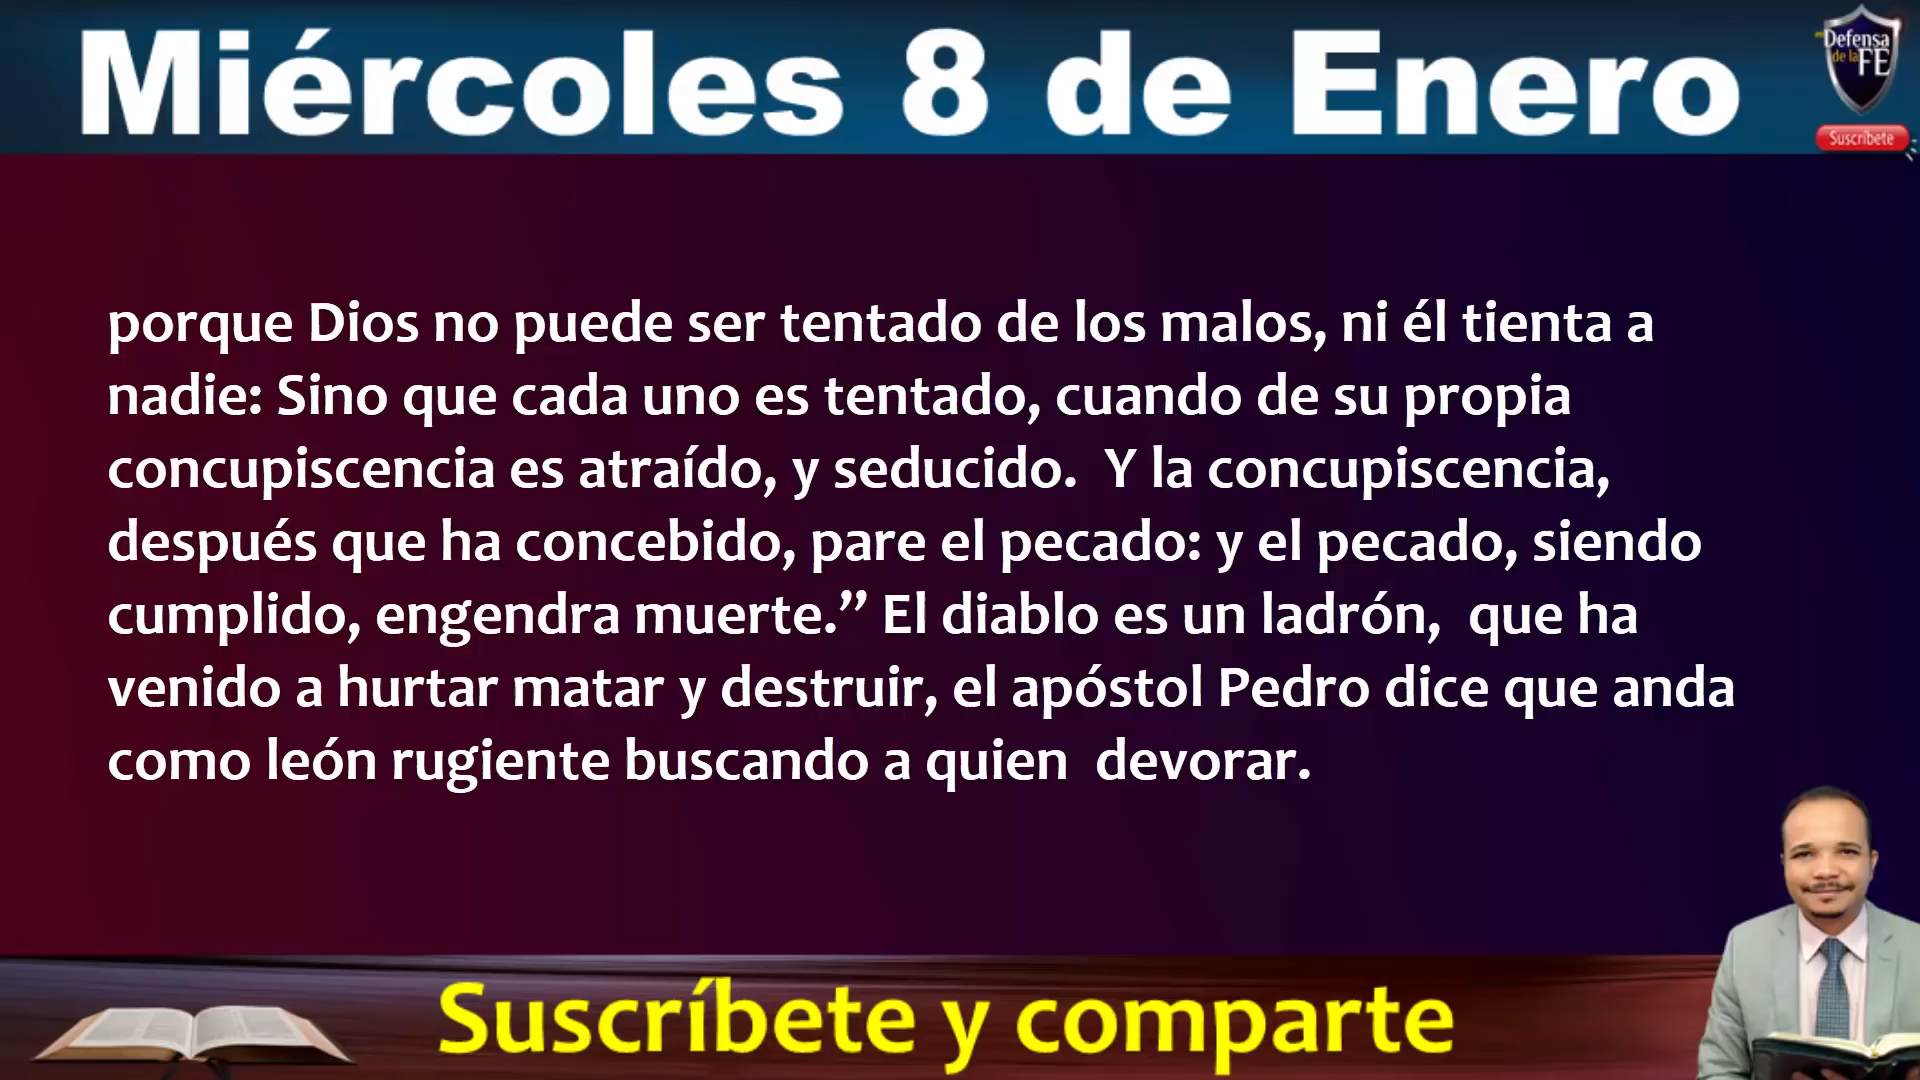 Miércoles 8 de Enero
Defensa
de la FE
Suscríbete
porque Dios no puede ser tentado de los malos, ni él tienta a
nadie: Sino que cada uno es tentado, cuando de su propia
concupiscencia es atraído, y seducido.  Y la concupiscencia,
después que ha concebido, pare el pecado: y el pecado, siendo
cumplido, engendra muerte.” El diablo es un ladrón,  que ha
venido a hurtar matar y destruir, el apóstol Pedro dice que anda
como león rugiente buscando a quien  devorar.
Suscríbete y comparte